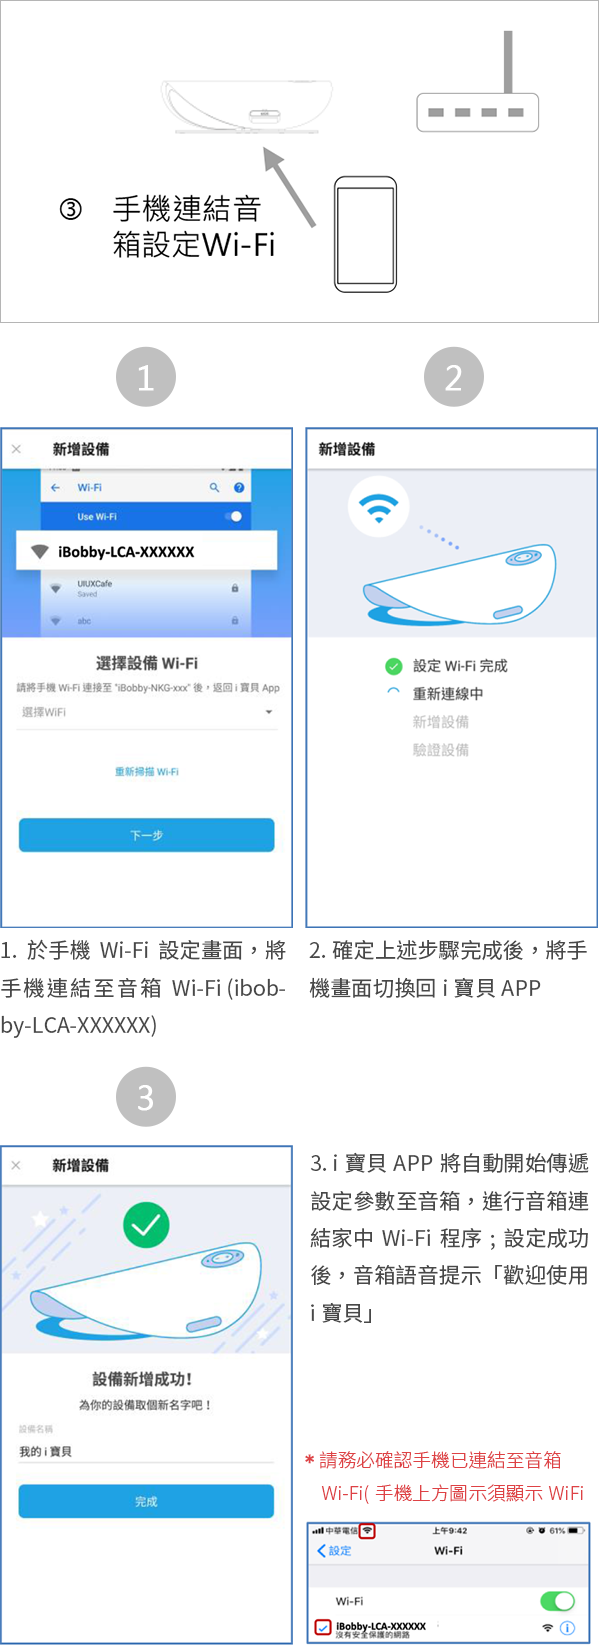 ③ 手機連結音
箱設定Wi-Fi
1
2
新增設備
Wi-Fi
Use Wi-Fi
iBobby-LCA-XXXXXX
UIUXCafe
Saved
abc
選擇設備 Wi-Fi
請將手機 Wi-Fi 連接至 "iBobby-NKG-xxx" 後，返回 i 寶貝 App
選擇WiFi
重新掃描 Wi-Fi
下一步
新增設備
設定 Wi-Fi 完成
重新連線中
新增設備
驗證設備
1. 於手機 Wi-Fi 設定畫面，將
手機連結至音箱 Wi-Fi (ibob-
by-LCA-XXXXXX)
2. 確定上述步驟完成後，將手
機畫面切換回 i 寶貝 APP
3
新增設備
設備新增成功!
為你的設備取個新名字吧！
設備名稱
我的 i 寶貝
完成
3. i 寶貝 APP 將自動開始傳遞
設定參數至音箱，進行音箱連
結家中 Wi-Fi 程序 ; 設定成功
後，音箱語音提示「歡迎使用
i 寶貝」
* 請務必確認手機已連結至音箱
Wi-Fi( 手機上方圖示須顯示 WiFi
中華電信 上午9:42 61%
設定 Wi-Fi
Wi-Fi
iBobby-LCA-XXXXXX
沒有安全保護的網路